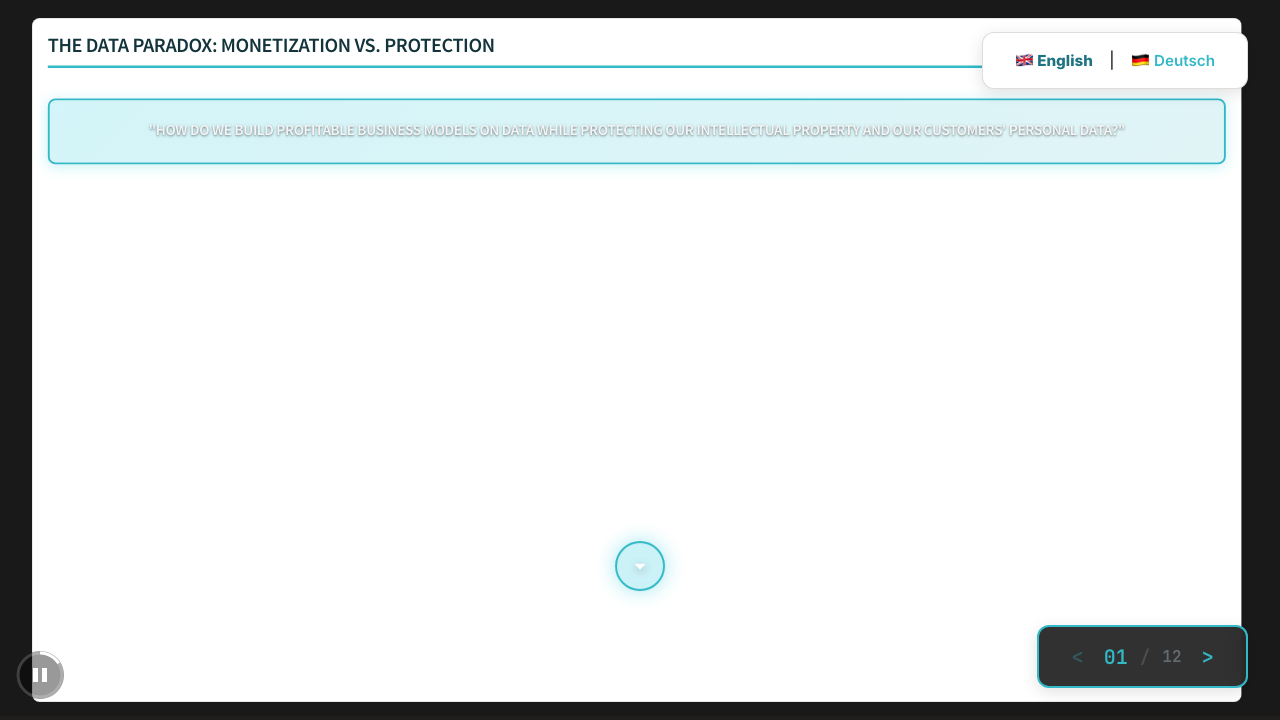 THE DATA PARADOX: MONETIZATION VS. PROTECTION
🇬🇧 English | 🇩🇪 Deutsch
"HOW DO WE BUILD PROFITABLE BUSINESS MODELS ON DATA WHILE PROTECTING OUR INTELLECTUAL PROPERTY AND OUR CUSTOMERS' PERSONAL DATA?"
< 01 / 12 >